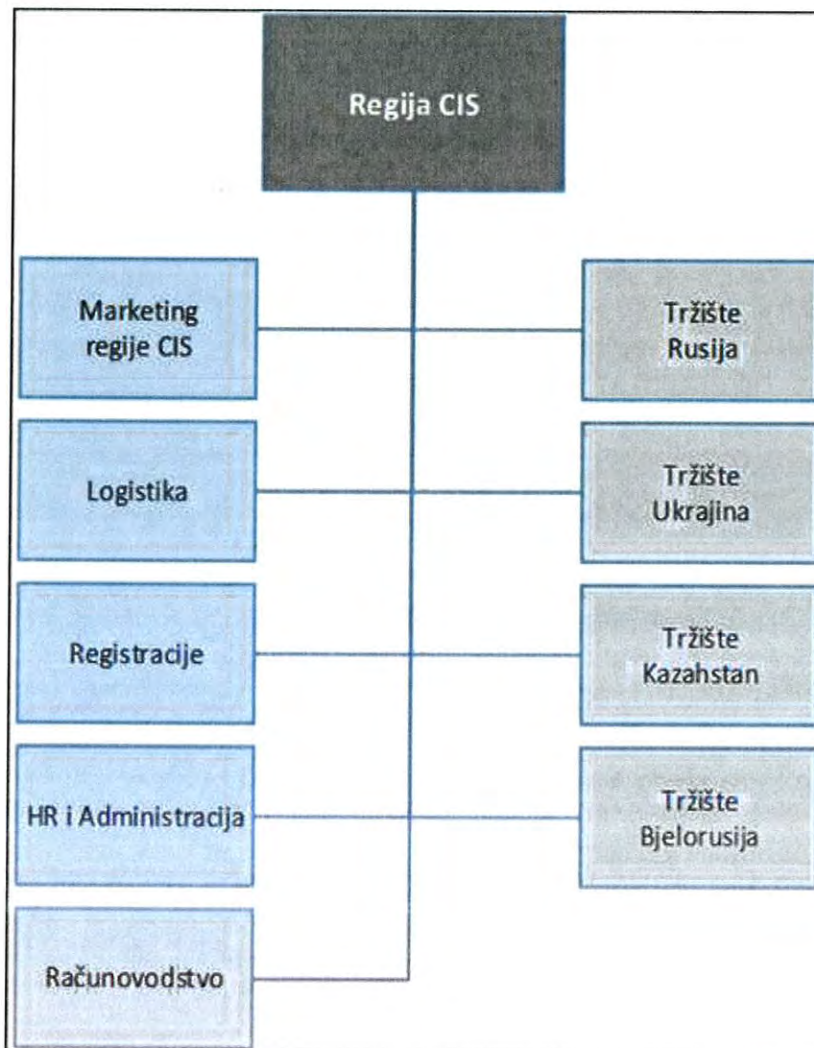 Regija CIS
Marketing
regije CIS
Tržište
Rusija
Logistika
Tržište
Ukrajina
Registracije
Tržište
Kazahstan
HR i Administracija
Tržište
Bjelorusija
Računovodstvo